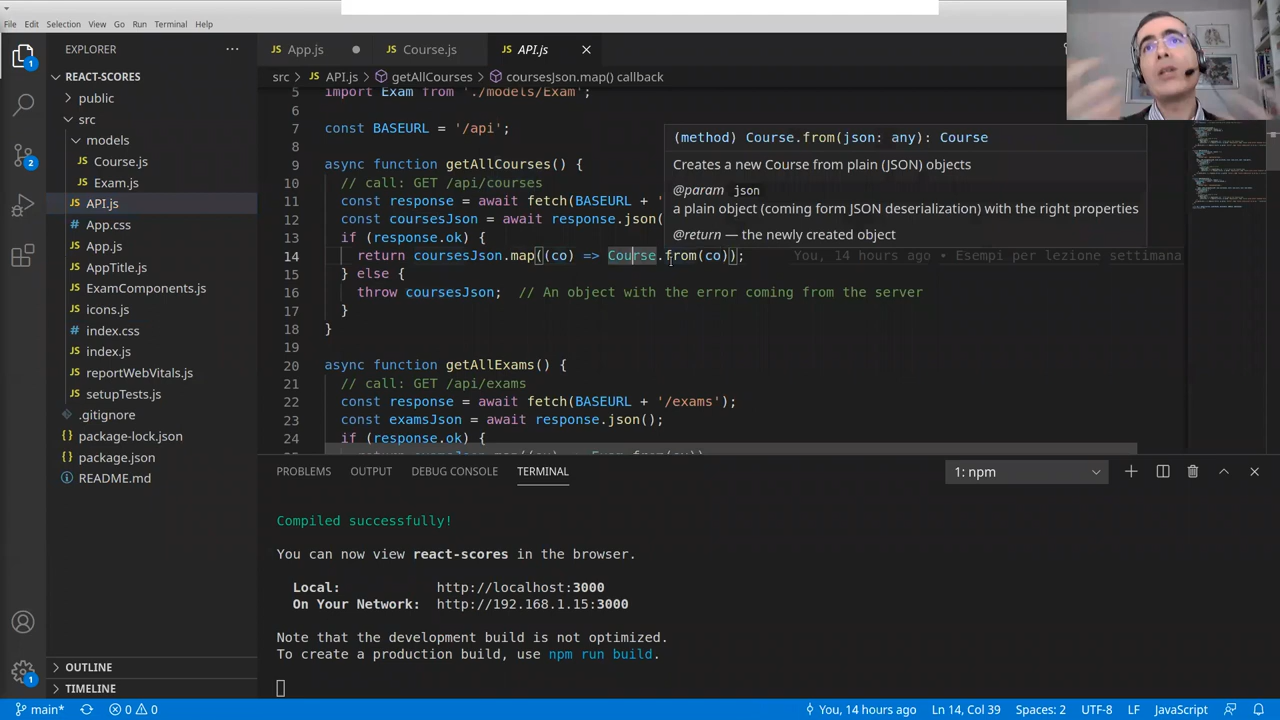 File Edit Selection View Go Run Terminal Help
EXPLORER
App.js
Course.js
API.js
REACT-SCORES
src API.js getAllCourses coursesJson.map() callback
public
src
models
Course.js
Exam.js
API.js
App.css
App.js
AppTitle.js
ExamComponents.js
icons.js
index.css
index.js
reportWebVitals.js
setupTests.js
.gitignore
package-lock.json
package.json
README.md
OUTLINE
TIMELINE
5 import Exam from './models/Exam';
6
7 const BASEURL = '/api';
8
9 async function getAllCourses() {
10 // call: GET /api/courses
11 const response = await fetch(BASEURL + '
12 const coursesJson = await response.json(
13 if (response.ok) {
14 return coursesJson.map((co) => Course.from(co)); You, 14 hours ago • Esempi per lezione settimana
15 } else {
16 throw coursesJson; // An object with the error coming from the server
17 }
18 }
19
20 async function getAllExams() {
21 // call: GET /api/exams
22 const response = await fetch(BASEURL + '/exams');
23 const examsJson = await response.json();
24 if (response.ok) {
(method) Course.from(json: any): Course
Creates a new Course from plain (JSON) objects
@param json
a plain object (coming form JSON deserialization) with the right properties
@return — the newly created object
PROBLEMS OUTPUT DEBUG CONSOLE TERMINAL 1: npm
Compiled successfully!
You can now view react-scores in the browser.
Local: http://localhost:3000
On Your Network: http://192.168.1.15:3000
Note that the development build is not optimized.
To create a production build, use npm run build.
main* 0 0 You, 14 hours ago Ln 14, Col 39 Spaces: 2 UTF-8 LF JavaScript
1
2
1